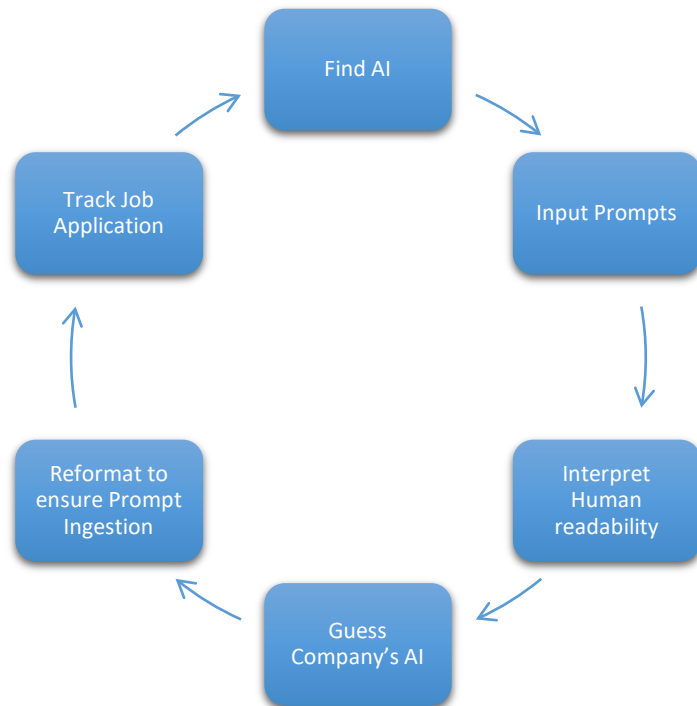 Find AI
Input Prompts
Interpret
Human
readability
Guess
Company’s AI
Reformat to
ensure Prompt
Ingestion
Track Job
Application